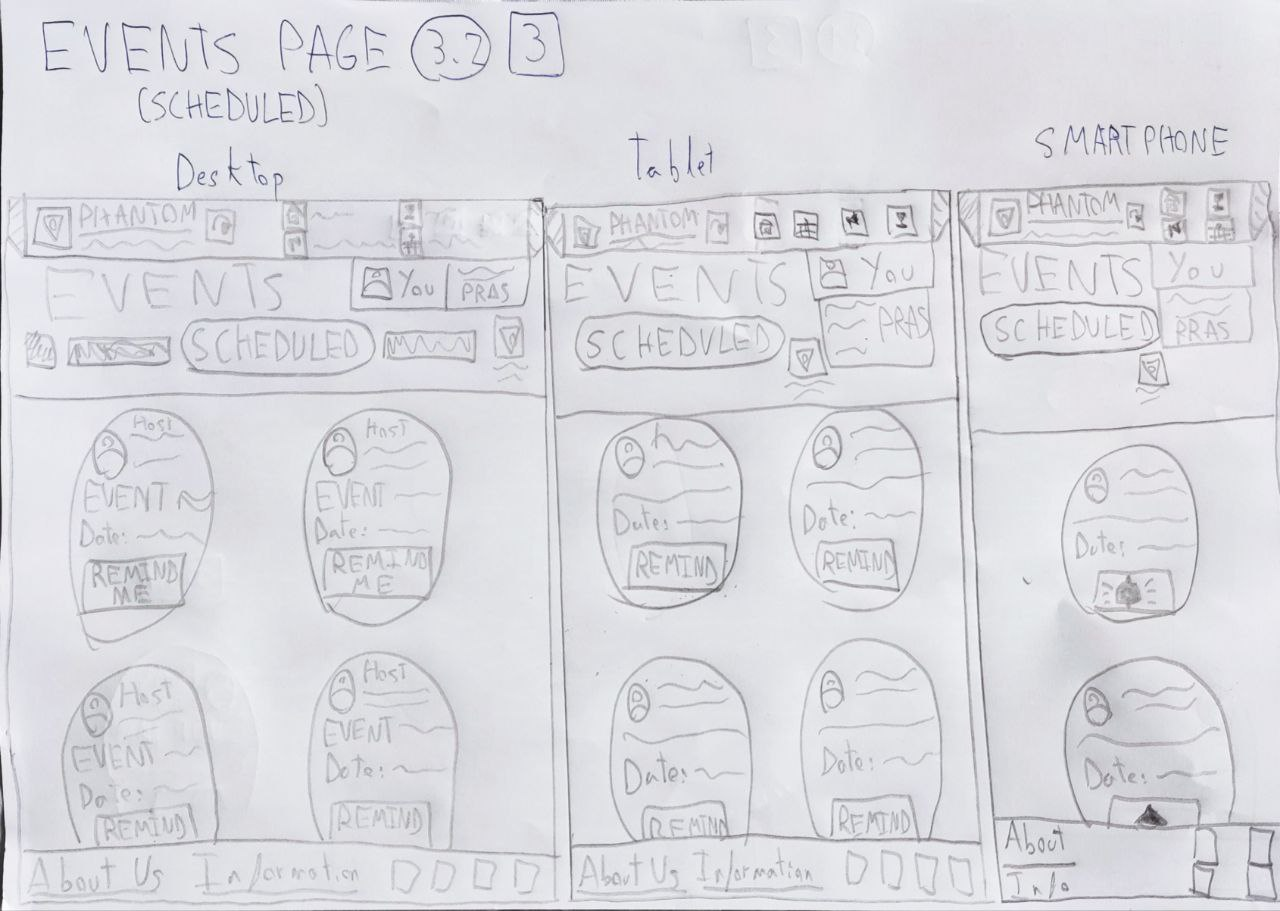 EVENTS PAGE 3.2 3
(SCHEDULED)
Desktop
PHANTOM
EVENTS
You
PRAS
SCHEDULED
Host
EVENT
Date:
REMIND
ME
Host
EVENT
Date:
REMIND
ME
Host
EVENT
Date:
REMIND
Host
EVENT
Date:
REMIND
About Us Information
Tablet
PHANTOM
EVENTS
You
PRAS
SCHEDULED
Date:
REMIND
Date:
REMIND
Date:
REMIND
Date:
REMIND
About Us Information
SMARTPHONE
PHANTOM
EVENTS
You
SCHEDULED
PRAS
Date:
Date:
About
Info